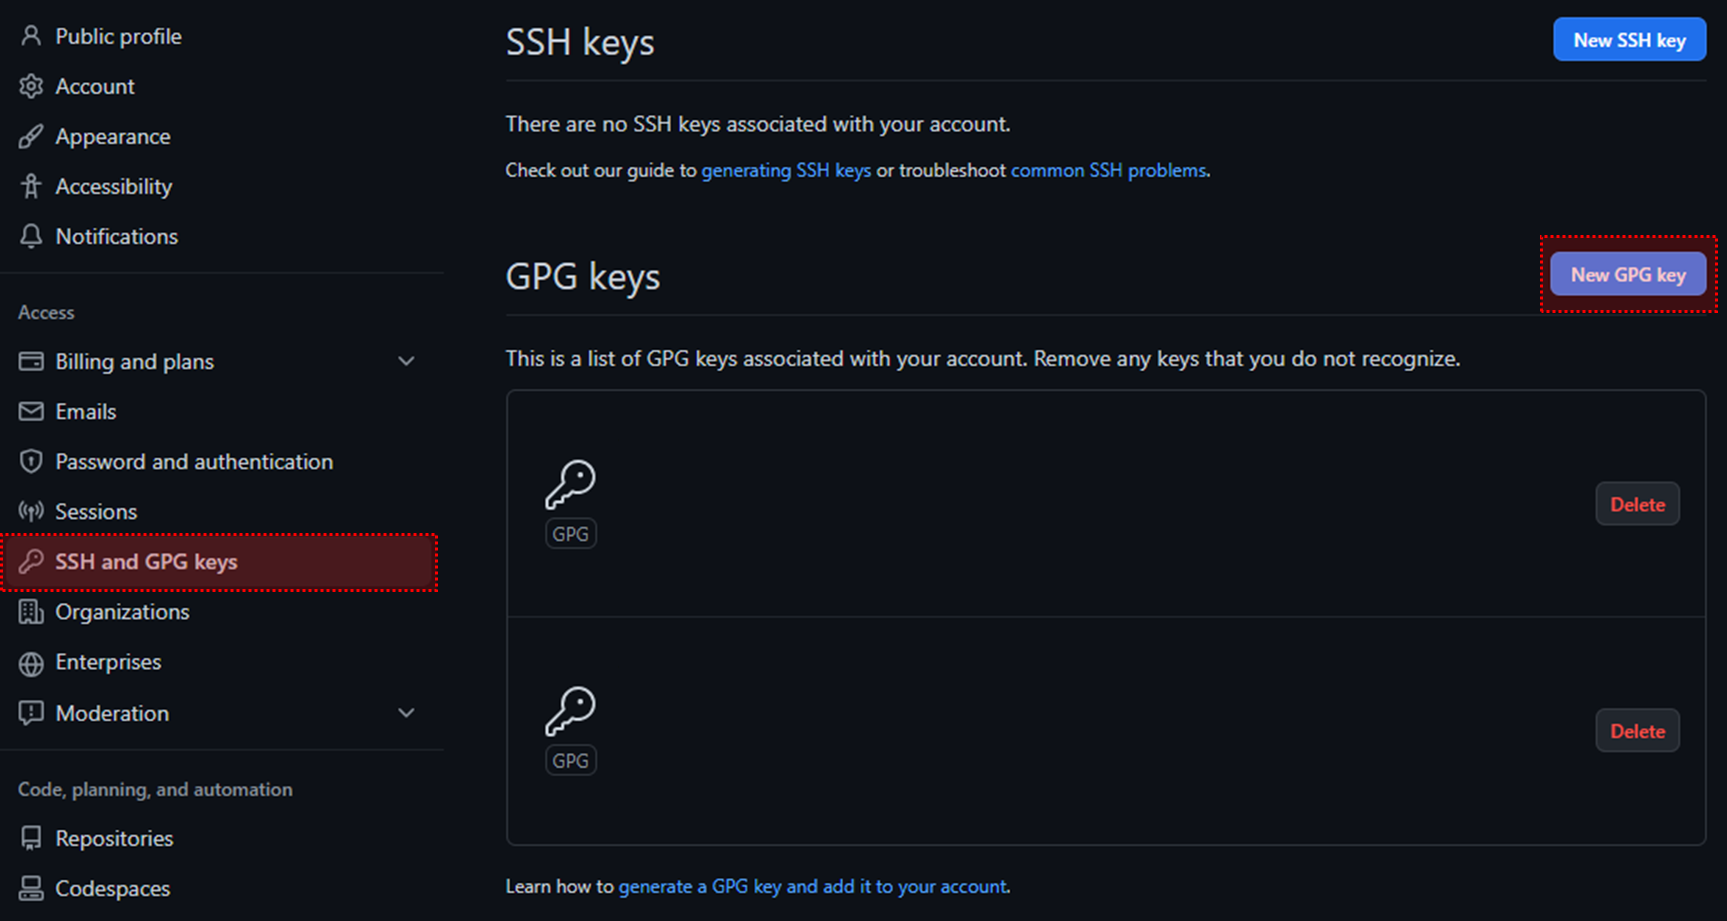 Public profile
Account
Appearance
Accessibility
Notifications
Access
Billing and plans
Emails
Password and authentication
Sessions
SSH and GPG keys
Organizations
Enterprises
Moderation
Code, planning, and automation
Repositories
Codespaces
SSH keys
New SSH key
There are no SSH keys associated with your account.
Check out our guide to generating SSH keys or troubleshoot common SSH problems.
GPG keys
New GPG key
This is a list of GPG keys associated with your account. Remove any keys that you do not recognize.
GPG
Delete
GPG
Delete
Learn how to generate a GPG key and add it to your account.